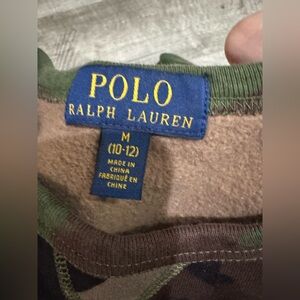 POLO
RALPH LAUREN
M
(10-12)
MADE IN
CHINA
FABRIQUÉ EN
CHINE